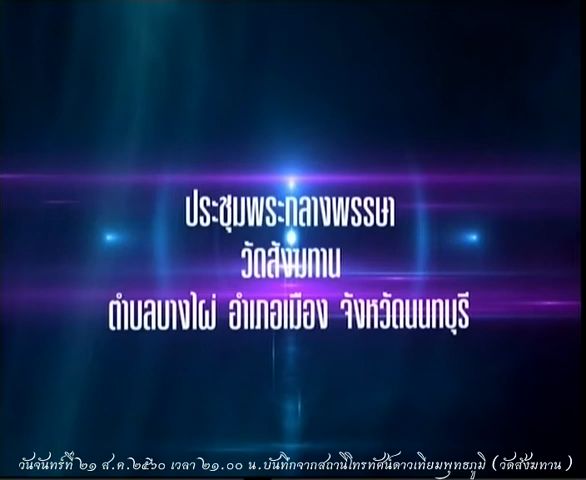 ประชุมพระกลางพรรษา
วัดสังฆทาน
ตำบลบางไผ่ อำเภอเมือง จังหวัดนนทบุรี
วันจันทร์ที่ ๒๑ ส.ค.๒๕๖๐ เวลา ๒๑.๐๐ น.บันทึกจากสถานีโทรทัศน์ดาวเทียมพุทธภูมิ (วัดสังฆทาน)